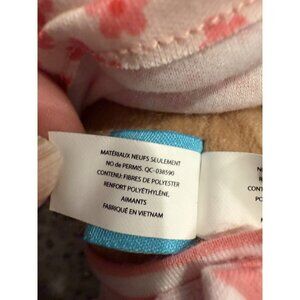 MATÉRIAUX NEUFS SEULEMENT
NO de PERMIS. QC-038590
CONTENU: FIBRES DE POLYESTER
RENFORT POLYÉTHYLÈNE,
AIMANTS
FABRIQUÉ EN VIETNAM